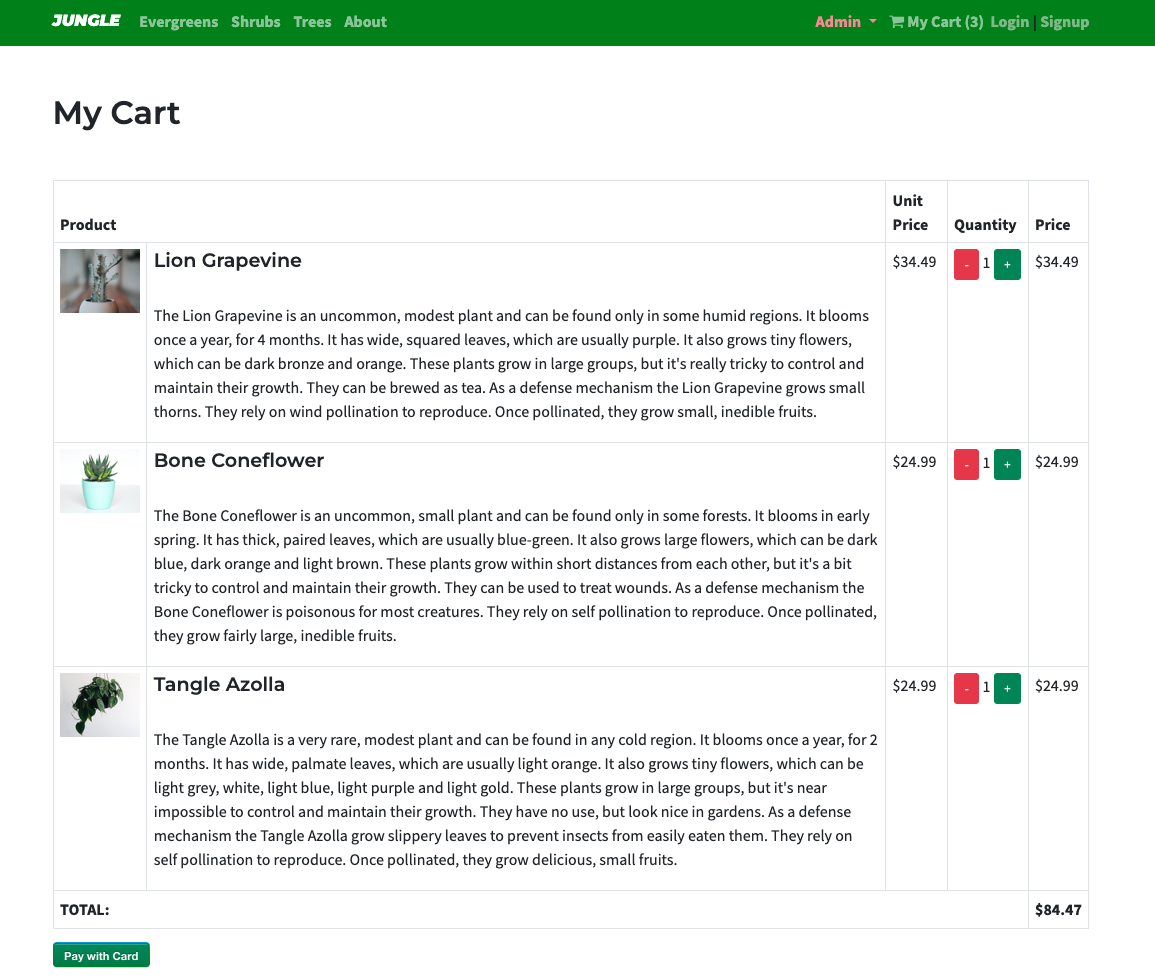 JUNGLE Evergreens Shrubs Trees About Admin My Cart (3) Login | Signup
My Cart
Product Unit Price Quantity Price
Lion Grapevine $34.49 - 1 + $34.49
The Lion Grapevine is an uncommon, modest plant and can be found only in some humid regions. It blooms
once a year, for 4 months. It has wide, squared leaves, which are usually purple. It also grows tiny flowers,
which can be dark bronze and orange. These plants grow in large groups, but it's really tricky to control and
maintain their growth. They can be brewed as tea. As a defense mechanism the Lion Grapevine grows small
thorns. They rely on wind pollination to reproduce. Once pollinated, they grow small, inedible fruits.
Bone Coneflower $24.99 - 1 + $24.99
The Bone Coneflower is an uncommon, small plant and can be found only in some forests. It blooms in early
spring. It has thick, paired leaves, which are usually blue-green. It also grows large flowers, which can be dark
blue, dark orange and light brown. These plants grow within short distances from each other, but it's a bit
tricky to control and maintain their growth. They can be used to treat wounds. As a defense mechanism the
Bone Coneflower is poisonous for most creatures. They rely on self pollination to reproduce. Once pollinated,
they grow fairly large, inedible fruits.
Tangle Azolla $24.99 - 1 + $24.99
The Tangle Azolla is a very rare, modest plant and can be found in any cold region. It blooms once a year, for 2
months. It has wide, palmate leaves, which are usually light orange. It also grows tiny flowers, which can be
light grey, white, light blue, light purple and light gold. These plants grow in large groups, but it's near
impossible to control and maintain their growth. They have no use, but look nice in gardens. As a defense
mechanism the Tangle Azolla grow slippery leaves to prevent insects from easily eaten them. They rely on
self pollination to reproduce. Once pollinated, they grow delicious, small fruits.
TOTAL: $84.47
Pay with Card